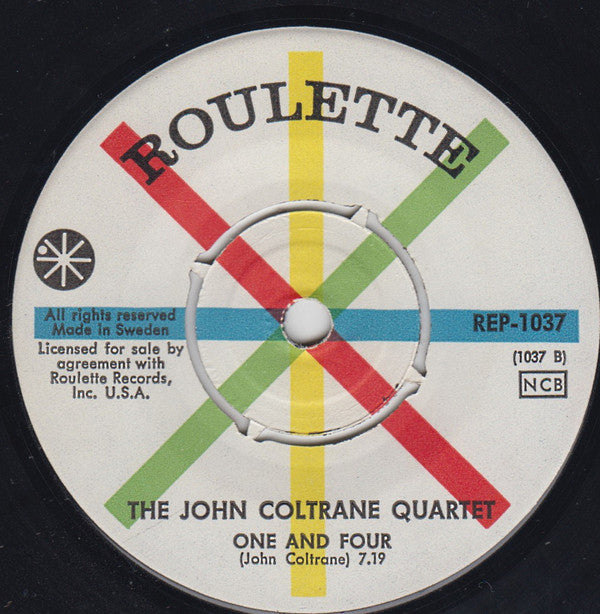 ROULETTE
All rights reserved
Made in Sweden
Licensed for sale by
agreement with
Roulette Records,
Inc. U.S.A.
REP-1037
(1037 B)
NCB
THE JOHN COLTRANE QUARTET
ONE AND FOUR
(John Coltrane) 7.19